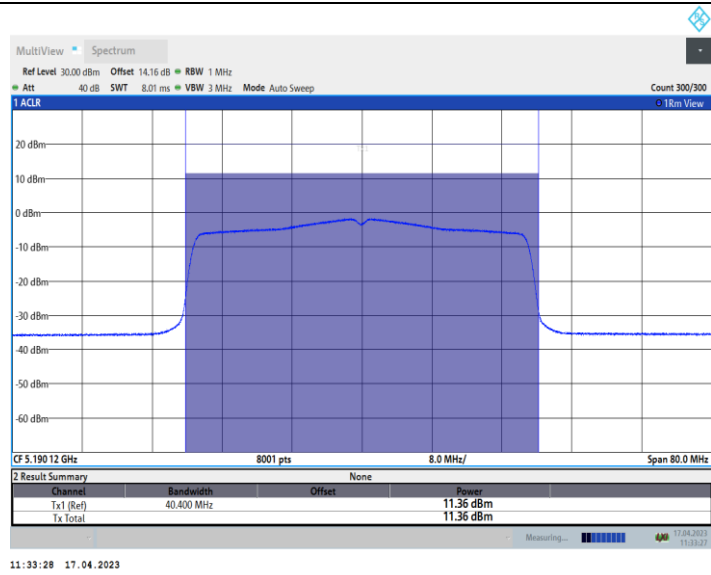 MultiView Spectrum
Ref Level 30.00 dBm Offset 14.16 dB RBW 1 MHz
Att 40 dB SWT 8.01 ms VBW 3 MHz Mode Auto Sweep Count 300/300
1 ACLR 1Rm View
20 dBm
10 dBm
0 dBm
-10 dBm
-20 dBm
-30 dBm
-40 dBm
-50 dBm
-60 dBm
CF 5.19012 GHz 8001 pts 8.0 MHz/ Span 80.0 MHz
2 Result Summary None
Channel Bandwidth Offset Power
Tx1 (Ref) 40.400 MHz 11.36 dBm
Tx Total 11.36 dBm
Measuring... 17.04.2023
11:33:27
11:33:28 17.04.2023